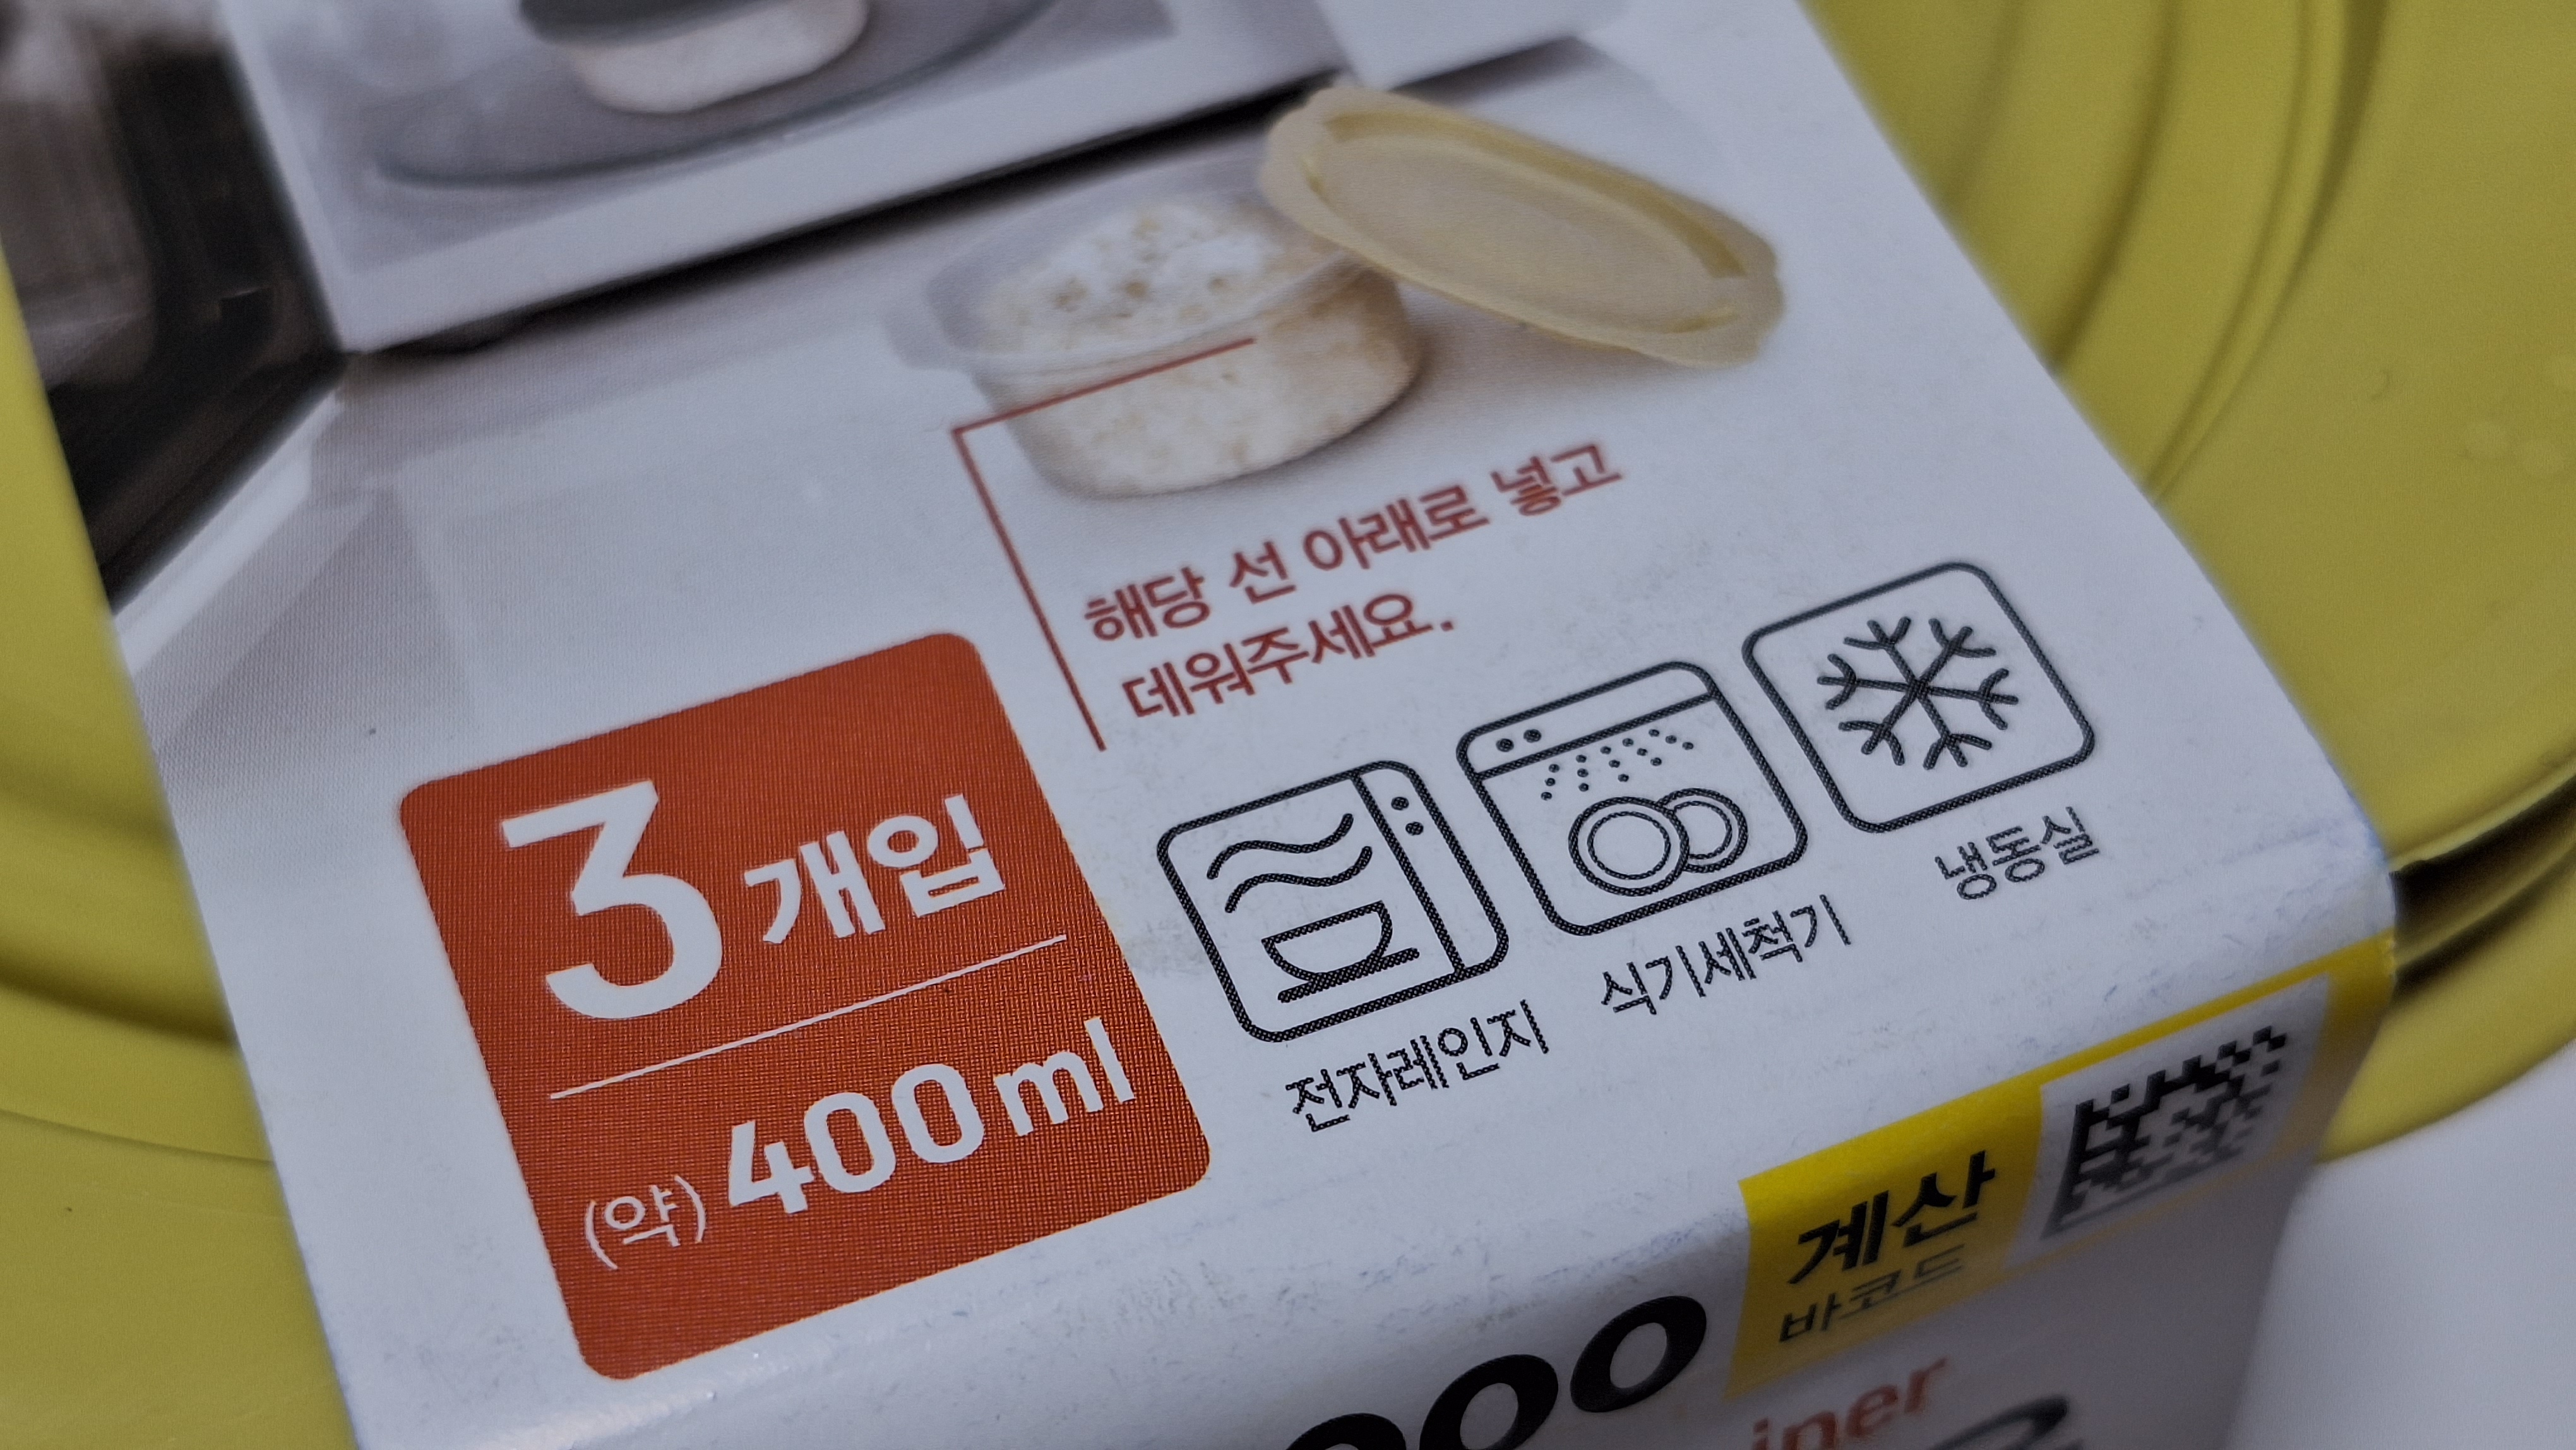 해당 선 아래로 넣고
데워주세요.
3개입
(약) 400ml
전자레인지
식기세척기
냉동실
계산
바코드